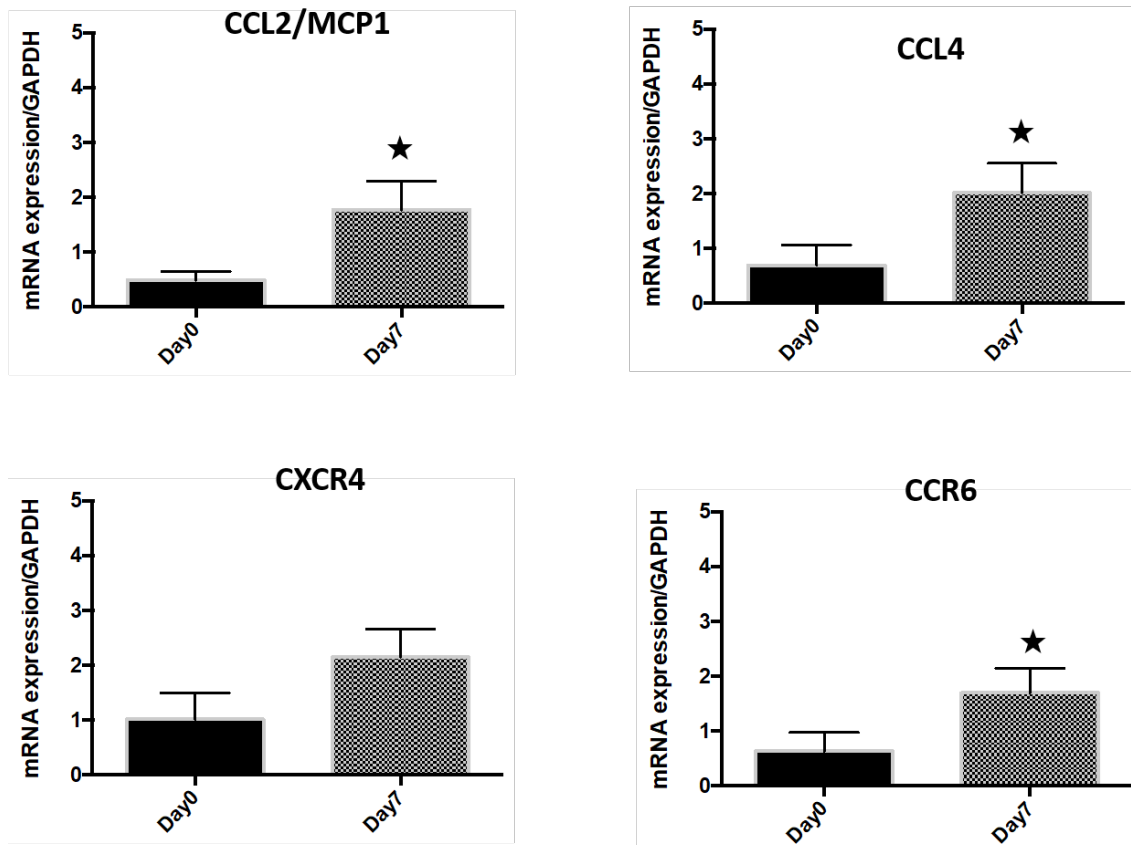 CCL2/MCP1
mRNA expression/GAPDH
5
4
3
2
1
0
Day0
Day7
CCL4
mRNA expression/GAPDH
5
4
3
2
1
0
Day0
Day7
CXCR4
mRNA expression/GAPDH
5
4
3
2
1
0
Day0
Day7
CCR6
mRNA expression/GAPDH
5
4
3
2
1
0
Day0
Day7